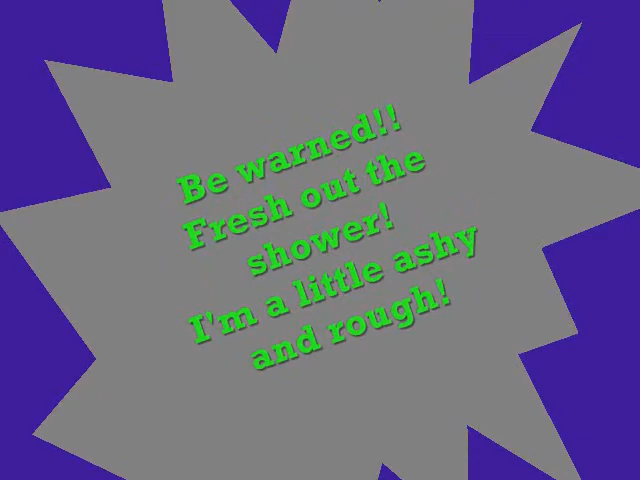 Be warned!!
Fresh out the
shower!
I'm a little ashy
and rough!